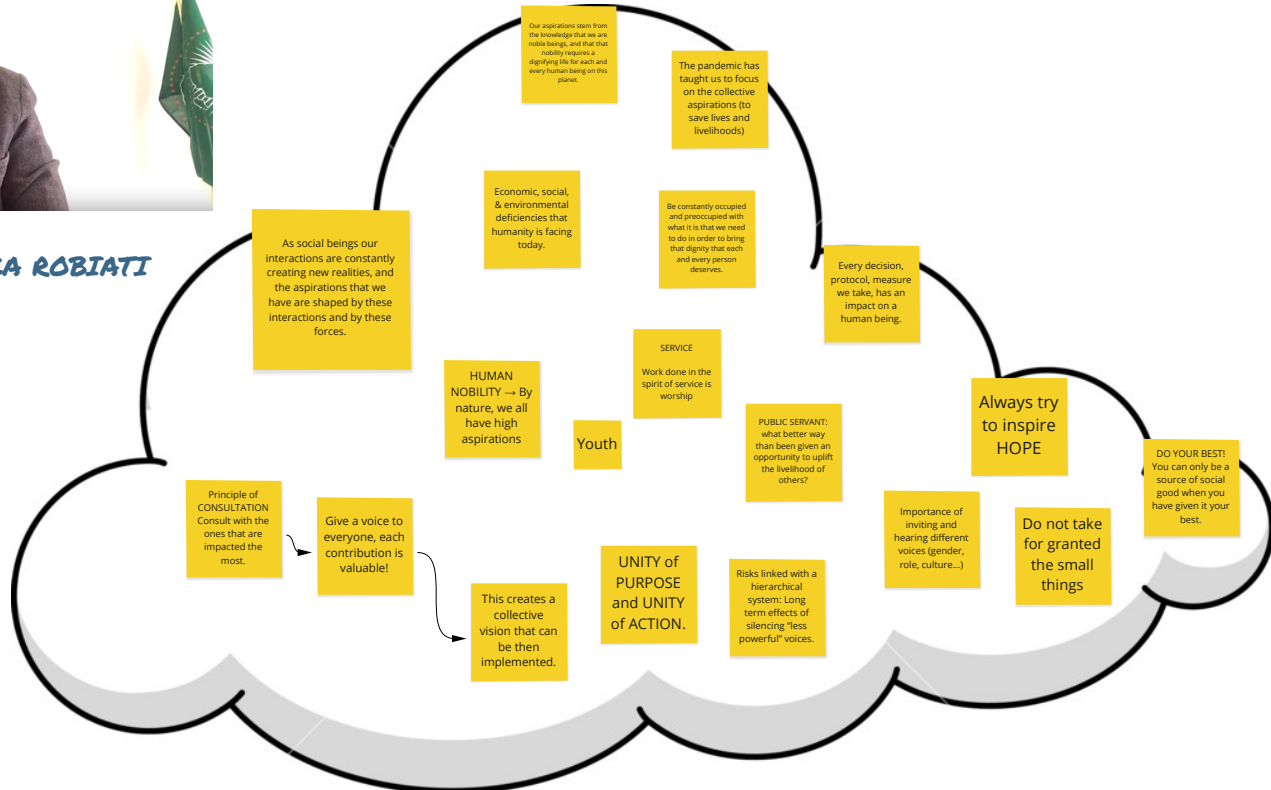 Our aspirations stem from
the knowledge that we are
noble beings, and that that
nobility requires a
dignifying life for each and
every human being on this
planet.
The pandemic has
taught us to focus
on the collective
aspirations (to
save lives and
livelihoods)
Economic, social,
& environmental
deficiencies that
humanity is facing
today.
Be constantly occupied
and preoccupied with
what it is that we need
to do in order to bring
that dignity that each
and every person
deserves.
As social beings our
interactions are constantly
creating new realities, and
the aspirations that we
have are shaped by these
interactions and by these
forces.
ROBIATI
Every decision,
protocol, measure
we take, has an
impact on a
human being.
SERVICE
Work done in the
spirit of service is
worship
HUMAN
NOBILITY → By
nature, we all
have high
aspirations
Youth
PUBLIC SERVANT:
what better way
than been given an
opportunity to uplift
the livelihood of
others?
Always try
to inspire
HOPE
DO YOUR BEST!
You can only be a
source of social
good when you
have given it your
best.
Principle of
CONSULTATION
Consult with the
ones that are
impacted the
most.
Give a voice to
everyone, each
contribution is
valuable!
This creates a
collective
vision that can
be then
implemented.
UNITY of
PURPOSE
and UNITY
of ACTION.
Risks linked with a
hierarchical
system: Long
term effects of
silencing "less
powerful" voices.
Importance of
inviting and
hearing different
voices (gender,
role, culture...)
Do not take
for granted
the small
things